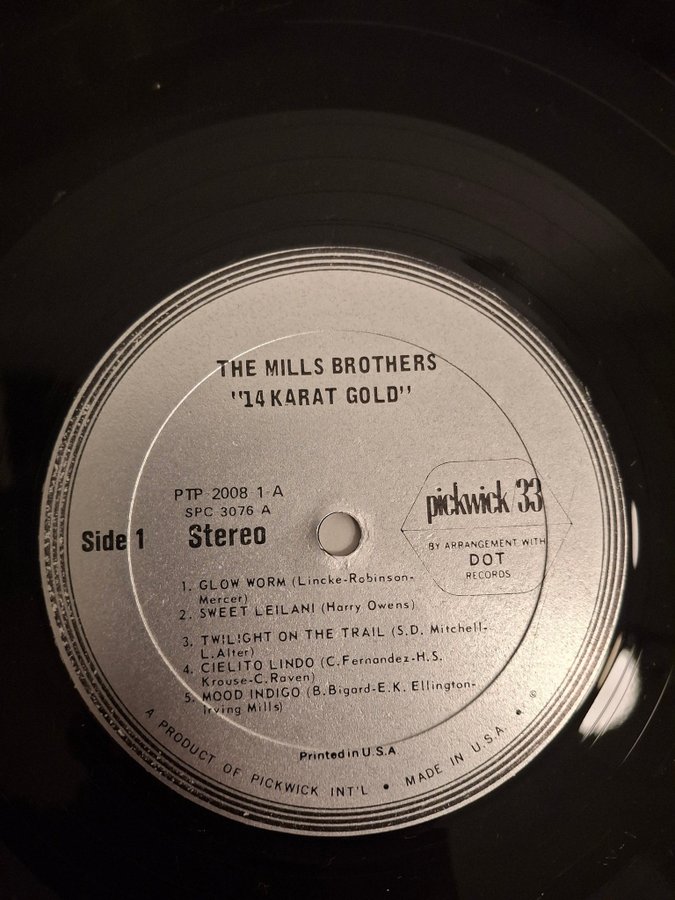 THE MILLS BROTHERS
"14 KARAT GOLD"
PTP 2008 1-A
SPC 3076 A
Side 1
Stereo
pickwick 33
BY ARRANGEMENT WITH
DOT
RECORDS
1. GLOW WORM (Lincke-Robinson-
Mercer)
2. SWEET LEILANI (Harry Owens)
3. TWILIGHT ON THE TRAIL (S.D. Mitchell-
L.Alter)
4. CIELITO LINDO (C.Fernandez-H.S.
Krouse-C.Raven)
5. MOOD INDIGO (B.Bigard-E.K. Ellington-
Irving Mills)
Printed in U.S.A
A PRODUCT OF PICKWICK INT'L • MADE IN U.S.A. • ®